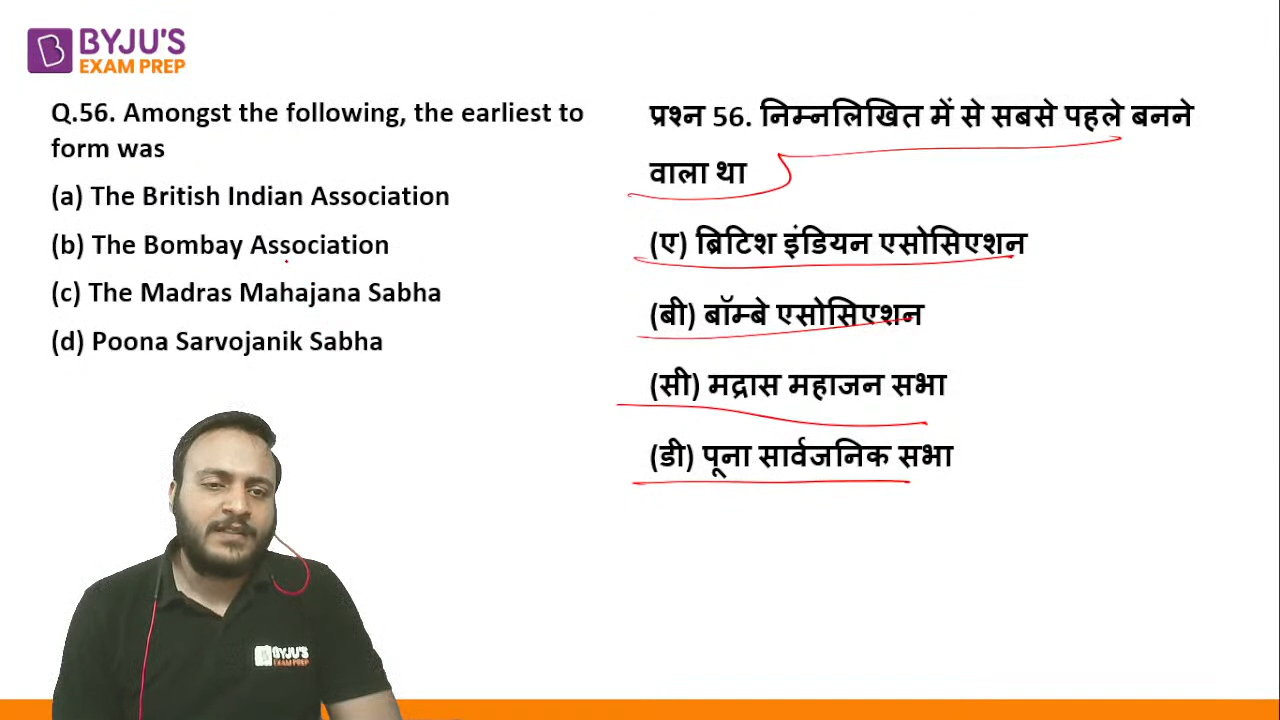 BYJU'S
EXAM PREP
Q.56. Amongst the following, the earliest to
form was
(a) The British Indian Association
(b) The Bombay Association
(c) The Madras Mahajana Sabha
(d) Poona Sarvojanik Sabha
प्रश्न 56. निम्नलिखित में से सबसे पहले बनने
वाला था
(ए) ब्रिटिश इंडियन एसोसिएशन
(बी) बॉम्बे एसोसिएशन
(सी) मद्रास महाजन सभा
(डी) पूना सार्वजनिक सभा
BYJU'S
EXAM PREP